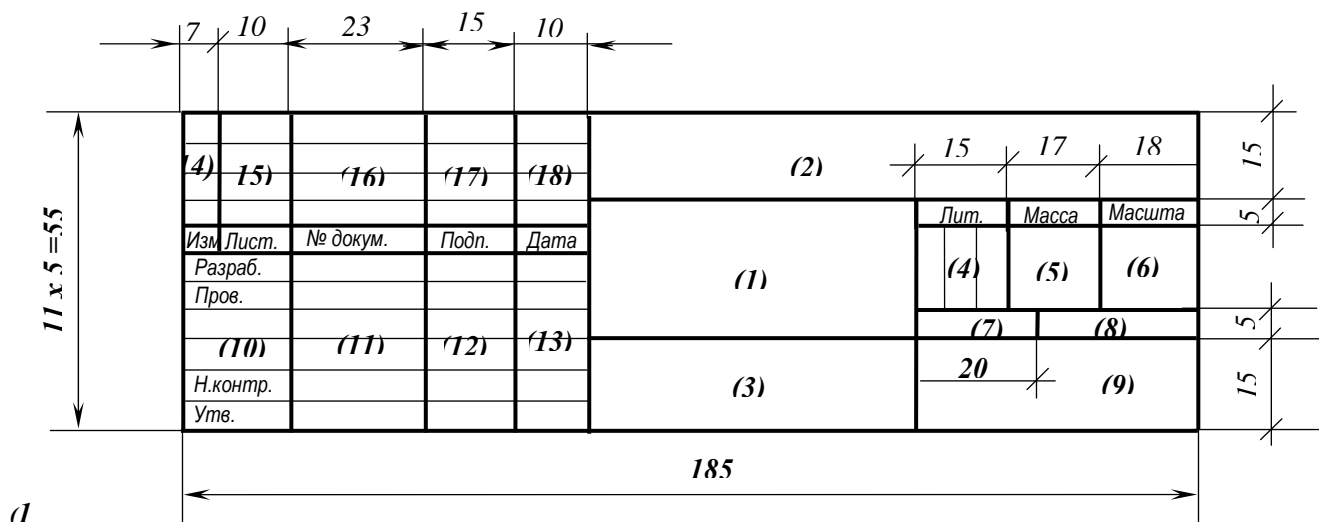 7 10 23 15 10
14) 15) (16) (17) (18) (2) 15 17 18 15
Лит. Масса Масшта 5
Изм Лист. № докум. Подп. Дата
11 x 5 =55
Разраб.
Пров.
(1) (4) (5) (6)
(7) (8) 5
(10) (11) (12) (13)
Н.контр.
Утв.
(3) 20 (9) 15
185
(1